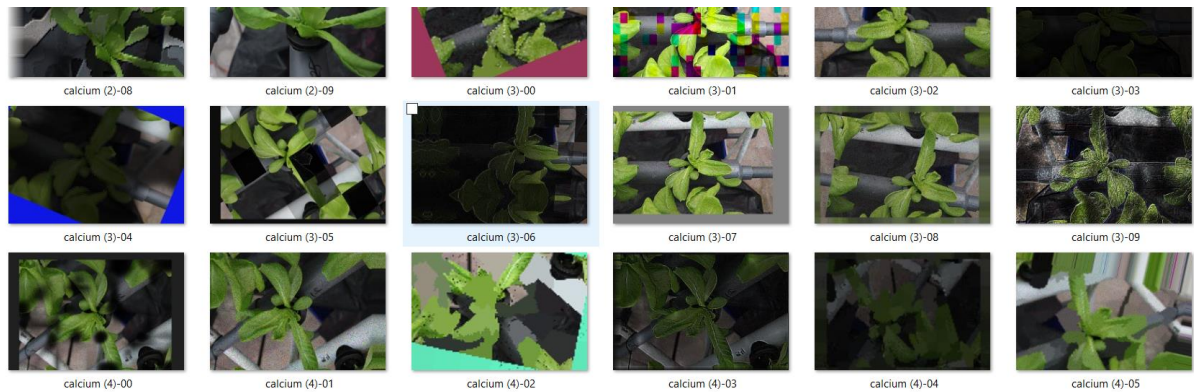 calcium (2)-08
calcium (2)-09
calcium (3)-00
calcium (3)-01
calcium (3)-02
calcium (3)-03
calcium (3)-04
calcium (3)-05
calcium (3)-06
calcium (3)-07
calcium (3)-08
calcium (3)-09
calcium (4)-00
calcium (4)-01
calcium (4)-02
calcium (4)-03
calcium (4)-04
calcium (4)-05